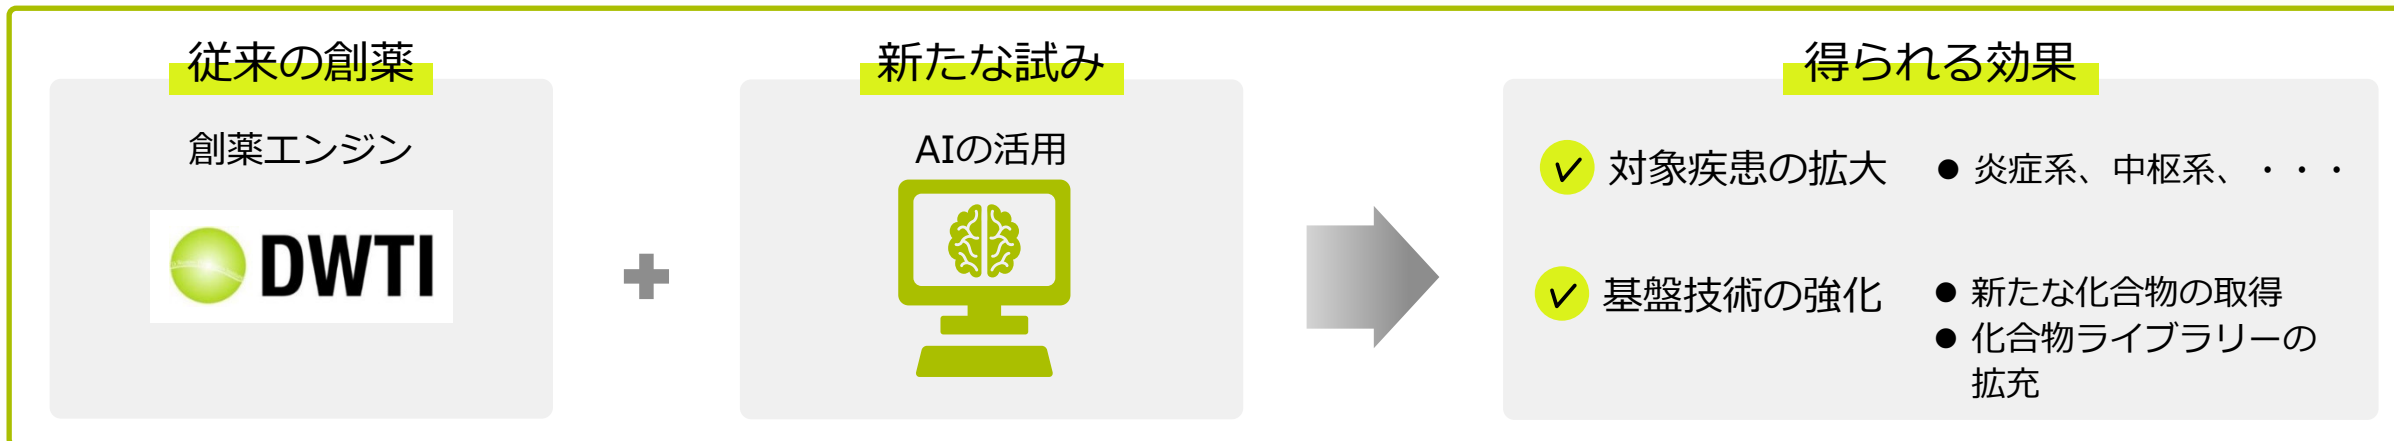 従来の創薬
創薬エンジン
DWTI
新たな試み
AIの活用
得られる効果
対象疾患の拡大
● 炎症系、中枢系、・・・
基盤技術の強化
● 新たな化合物の取得
● 化合物ライブラリーの
拡充